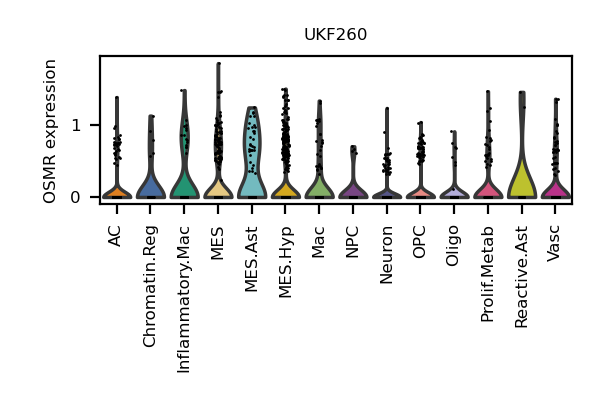 UKF260
OSMR expression
1
0
AC
Chromatin.Reg
Inflammatory.Mac
MES
MES.Ast
MES.Hyp
Mac
NPC
Neuron
OPC
Oligo
Prolif.Metab
Reactive.Ast
Vasc